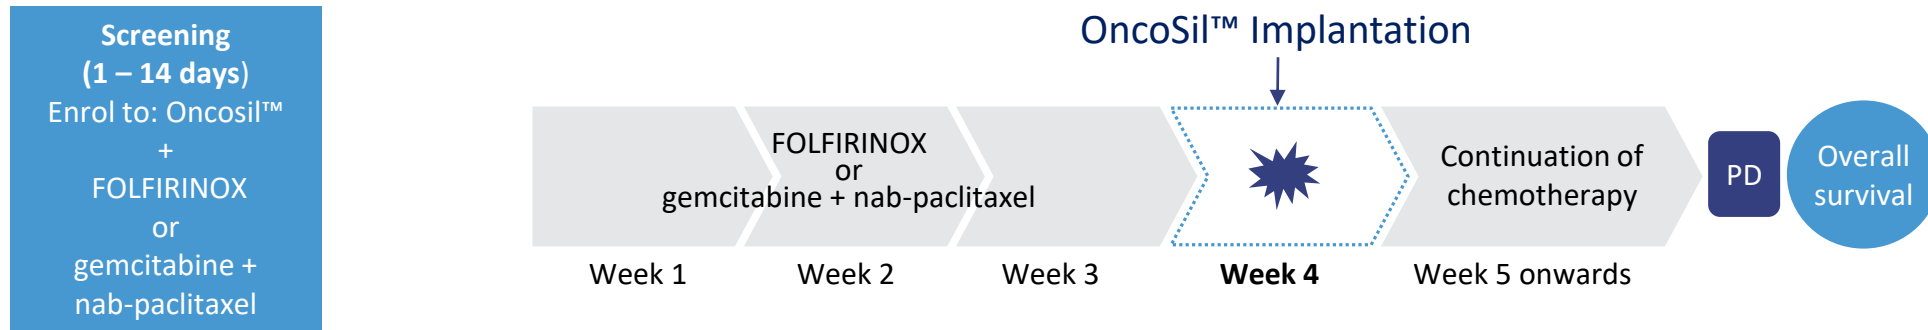 Screening
(1 – 14 days)
Enrol to: Oncosil™
+
FOLFIRINOX
or
gemcitabine +
nab-paclitaxel
OncoSil™ Implantation
FOLFIRINOX
or
gemcitabine + nab-paclitaxel
Continuation of
chemotherapy
PD
Overall
survival
Week 1
Week 2
Week 3
Week 4
Week 5 onwards